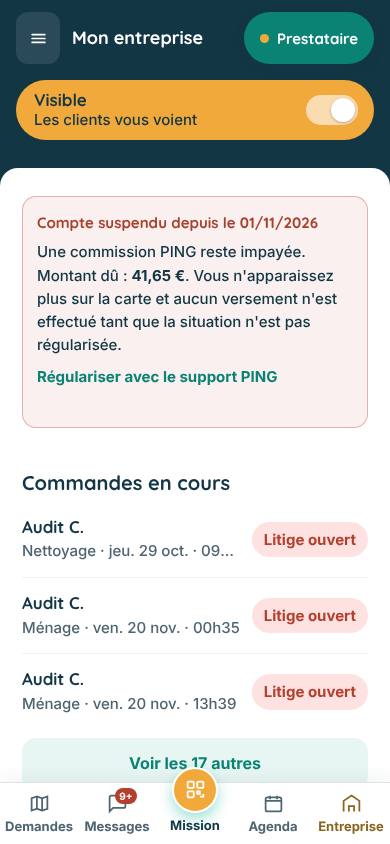 Mon entreprise
Prestataire
Visible
Les clients vous voient
Compte suspendu depuis le 01/11/2026
Une commission PING reste impayée.
Montant dû : 41,65 €. Vous n'apparaissez
plus sur la carte et aucun versement n'est
effectué tant que la situation n'est pas
régularisée.
Régulariser avec le support PING
Commandes en cours
Audit C.
Nettoyage · jeu. 29 oct. · 09...
Litige ouvert
Audit C.
Ménage · ven. 20 nov. · 00h35
Litige ouvert
Audit C.
Ménage · ven. 20 nov. · 13h39
Litige ouvert
Voir les 17 autres
9+
Demandes
Messages
Mission
Agenda
Entreprise